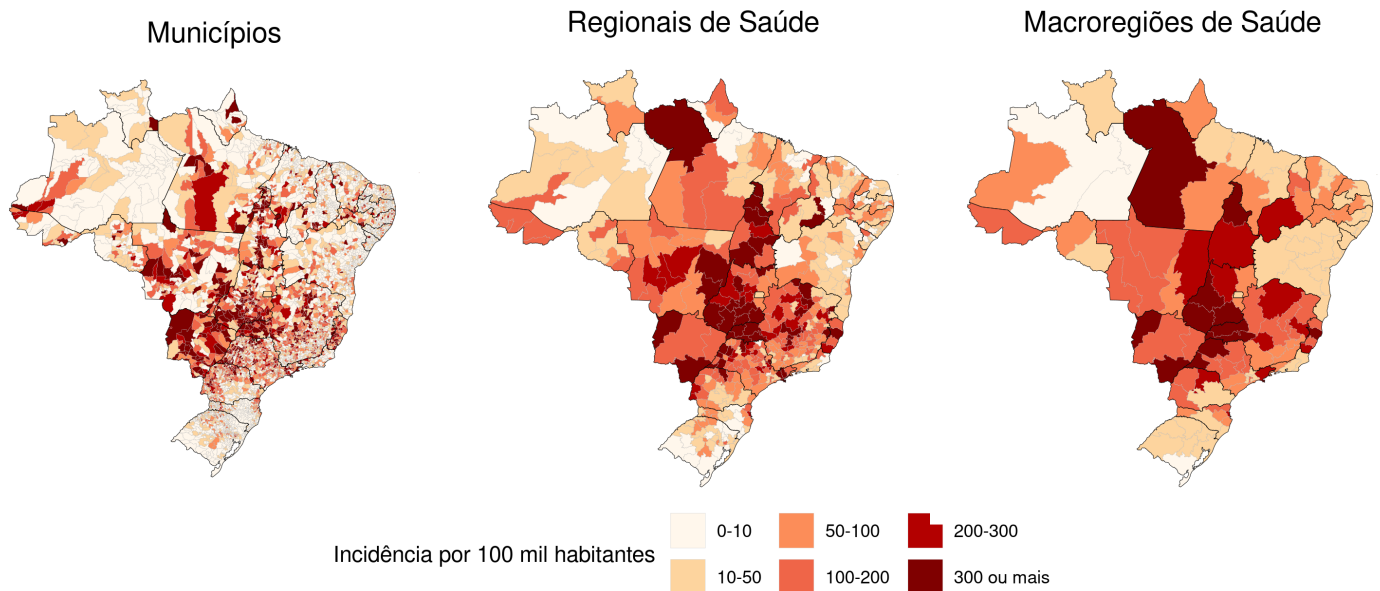 Municípios
Regionais de Saúde
Macroregiões de Saúde
Incidência por 100 mil habitantes
0-10
50-100
200-300
10-50
100-200
300 ou mais